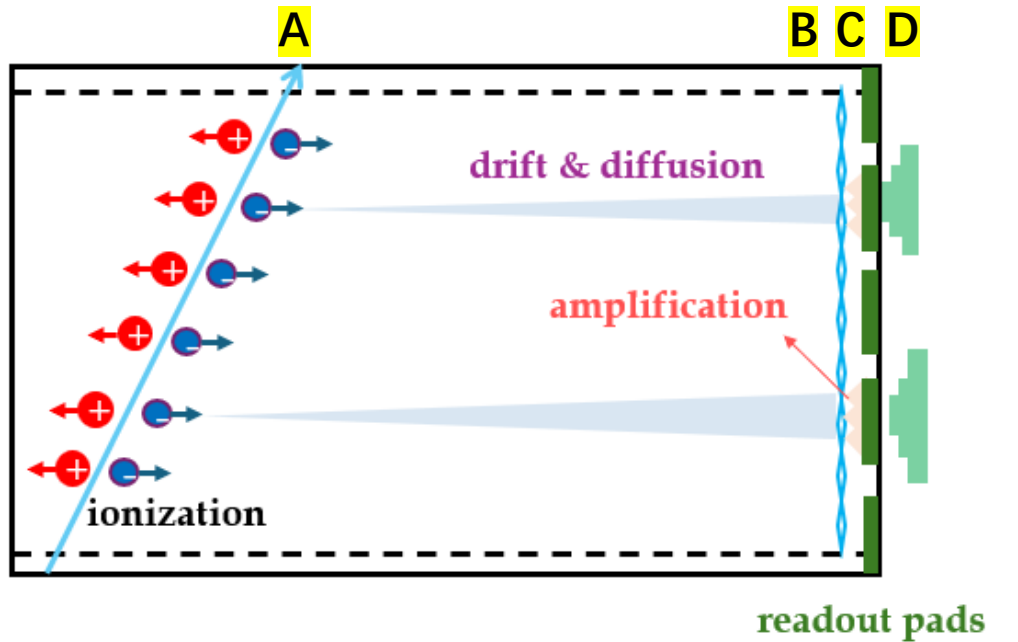 A B C D
+ −
drift & diffusion
+ −
+ −
amplification
+ −
+ −
+ −
ionization
readout pads